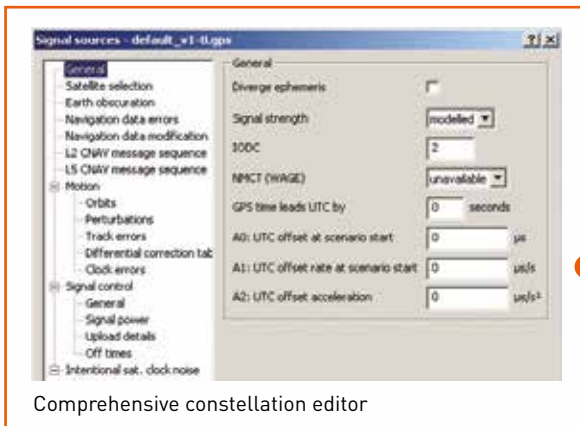 Signal sources - default_v1-tl.gps
General
Satellite selection
Earth obscuration
Navigation data errors
Navigation data modification
L2 CNAV message sequence
L5 CNAV message sequence
Motion
Orbits
Perturbations
Track errors
Differential correction tab
Clock errors
Signal control
General
Signal power
Upload details
Off times
Intentional sat. clock noise
General
Diverge ephemeris
Signal strength modelled
IODC 2
NMCT (WAGE) unavailable
GPS time leads UTC by 0 seconds
A0: UTC offset at scenario start 0 µs
A1: UTC offset rate at scenario start 0 µs/s
A2: UTC offset acceleration 0 µs/s²
Comprehensive constellation editor